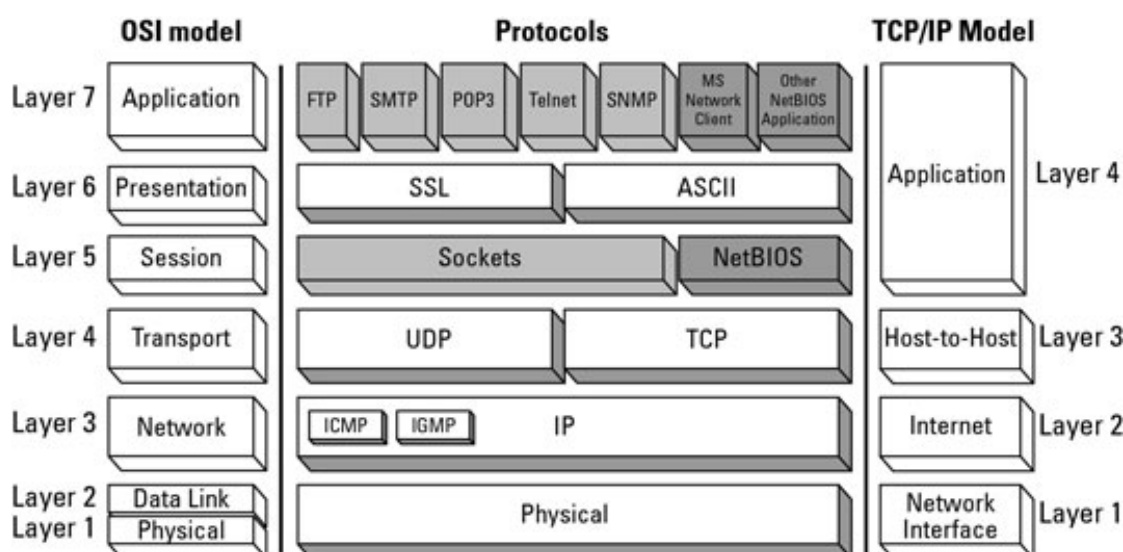 OSI model Protocols TCP/IP Model
Layer 7 Application FTP SMTP POP3 Telnet SNMP MS Network Client Other NetBIOS Application
Layer 6 Presentation SSL ASCII Application Layer 4
Layer 5 Session Sockets NetBIOS
Layer 4 Transport UDP TCP Host-to-Host Layer 3
Layer 3 Network ICMP IGMP IP Internet Layer 2
Layer 2 Data Link
Layer 1 Physical Physical Network Interface Layer 1